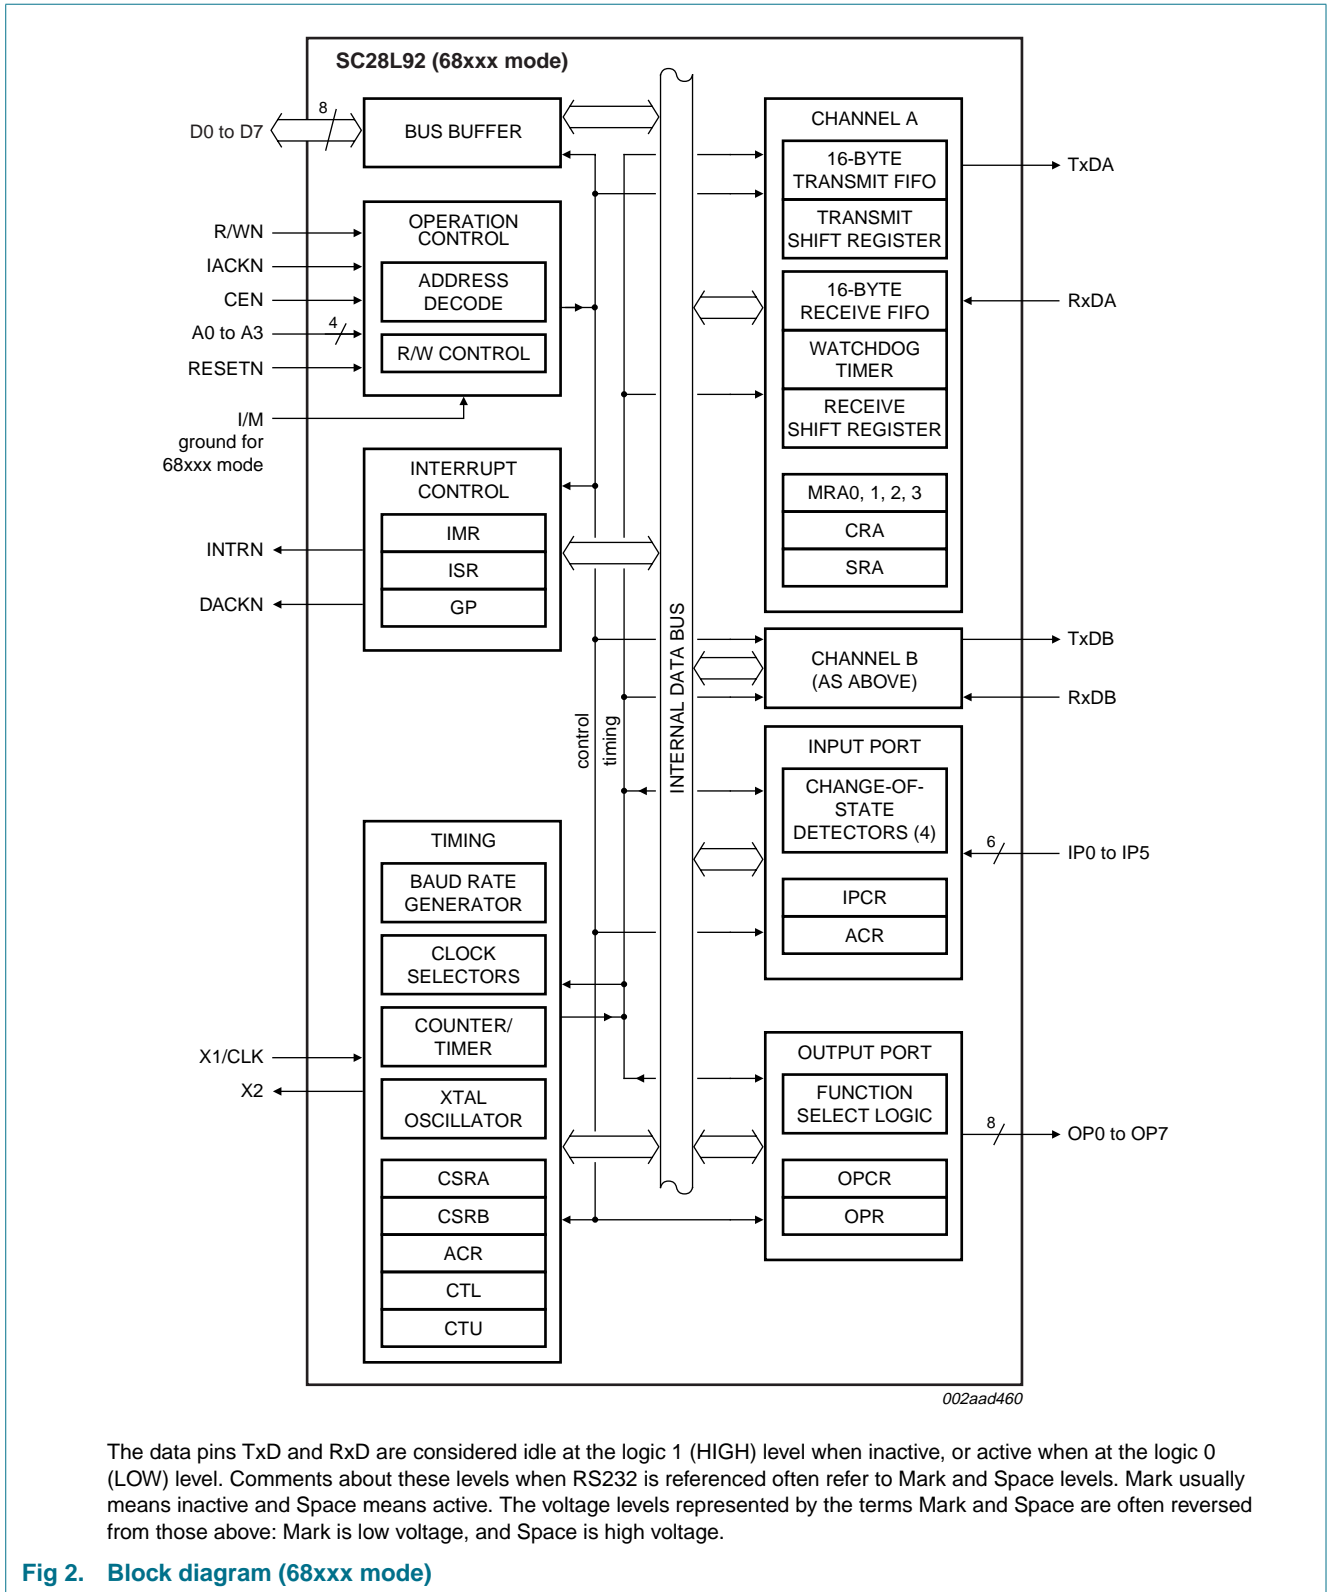 SC28L92 (68xxx mode)
D0 to D7
8
BUS BUFFER
R/WN
IACKN
CEN
A0 to A3
4
RESETN
I/M
ground for
68xxx mode
OPERATION
CONTROL
ADDRESS
DECODE
R/W CONTROL
INTERRUPT
CONTROL
IMR
ISR
GP
INTRN
DACKN
control
timing
INTERNAL DATA BUS
TIMING
BAUD RATE
GENERATOR
CLOCK
SELECTORS
COUNTER/
TIMER
XTAL
OSCILLATOR
CSRA
CSRB
ACR
CTL
CTU
X1/CLK
X2
CHANNEL A
16-BYTE
TRANSMIT FIFO
TRANSMIT
SHIFT REGISTER
16-BYTE
RECEIVE FIFO
WATCHDOG
TIMER
RECEIVE
SHIFT REGISTER
MRA0, 1, 2, 3
CRA
SRA
TxDA
RxDA
CHANNEL B
(AS ABOVE)
TxDB
RxDB
INPUT PORT
CHANGE-OF-
STATE
DETECTORS (4)
IPCR
ACR
6
IP0 to IP5
OUTPUT PORT
FUNCTION
SELECT LOGIC
OPCR
OPR
8
OP0 to OP7
002aad460
The data pins TxD and RxD are considered idle at the logic 1 (HIGH) level when inactive, or active when at the logic 0
(LOW) level. Comments about these levels when RS232 is referenced often refer to Mark and Space levels. Mark usually
means inactive and Space means active. The voltage levels represented by the terms Mark and Space are often reversed
from those above: Mark is low voltage, and Space is high voltage.
Fig 2. Block diagram (68xxx mode)